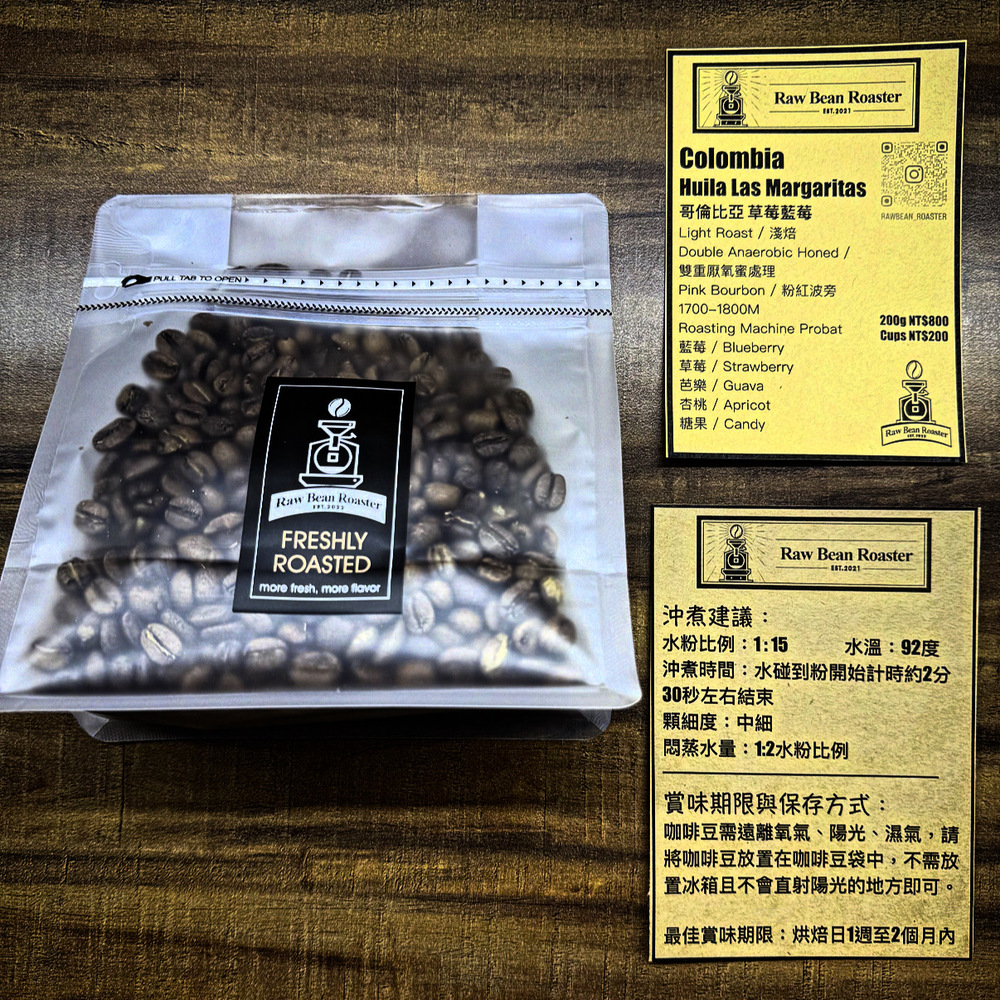 PULL TAB TO OPEN
Raw Bean Roaster
EST.2022
FRESHLY
ROASTED
more fresh, more flavor
Raw Bean Roaster
EST.2021
Colombia
Huila Las Margaritas
哥倫比亞 草莓藍莓
Light Roast / 淺焙
Double Anaerobic Honed /
雙重厭氧蜜處理
Pink Bourbon / 粉紅波旁
1700-1800M
Roasting Machine Probat
藍莓 / Blueberry
草莓 / Strawberry
芭樂 / Guava
杏桃 / Apricot
糖果 / Candy
RAWBEAN_ROASTER
200g NT$800
Cups NT$200
Raw Bean Roaster
EST.2022
Raw Bean Roaster
EST.2021
沖煮建議：
水粉比例：1:15 水溫：92度
沖煮時間：水碰到粉開始計時約2分
30秒左右結束
顆細度：中細
悶蒸水量：1:2水粉比例
賞味期限與保存方式：
咖啡豆需遠離氧氣、陽光、濕氣，請
將咖啡豆放置在咖啡豆袋中，不需放
置冰箱且不會直射陽光的地方即可。
最佳賞味期限：烘焙日1週至2個月內